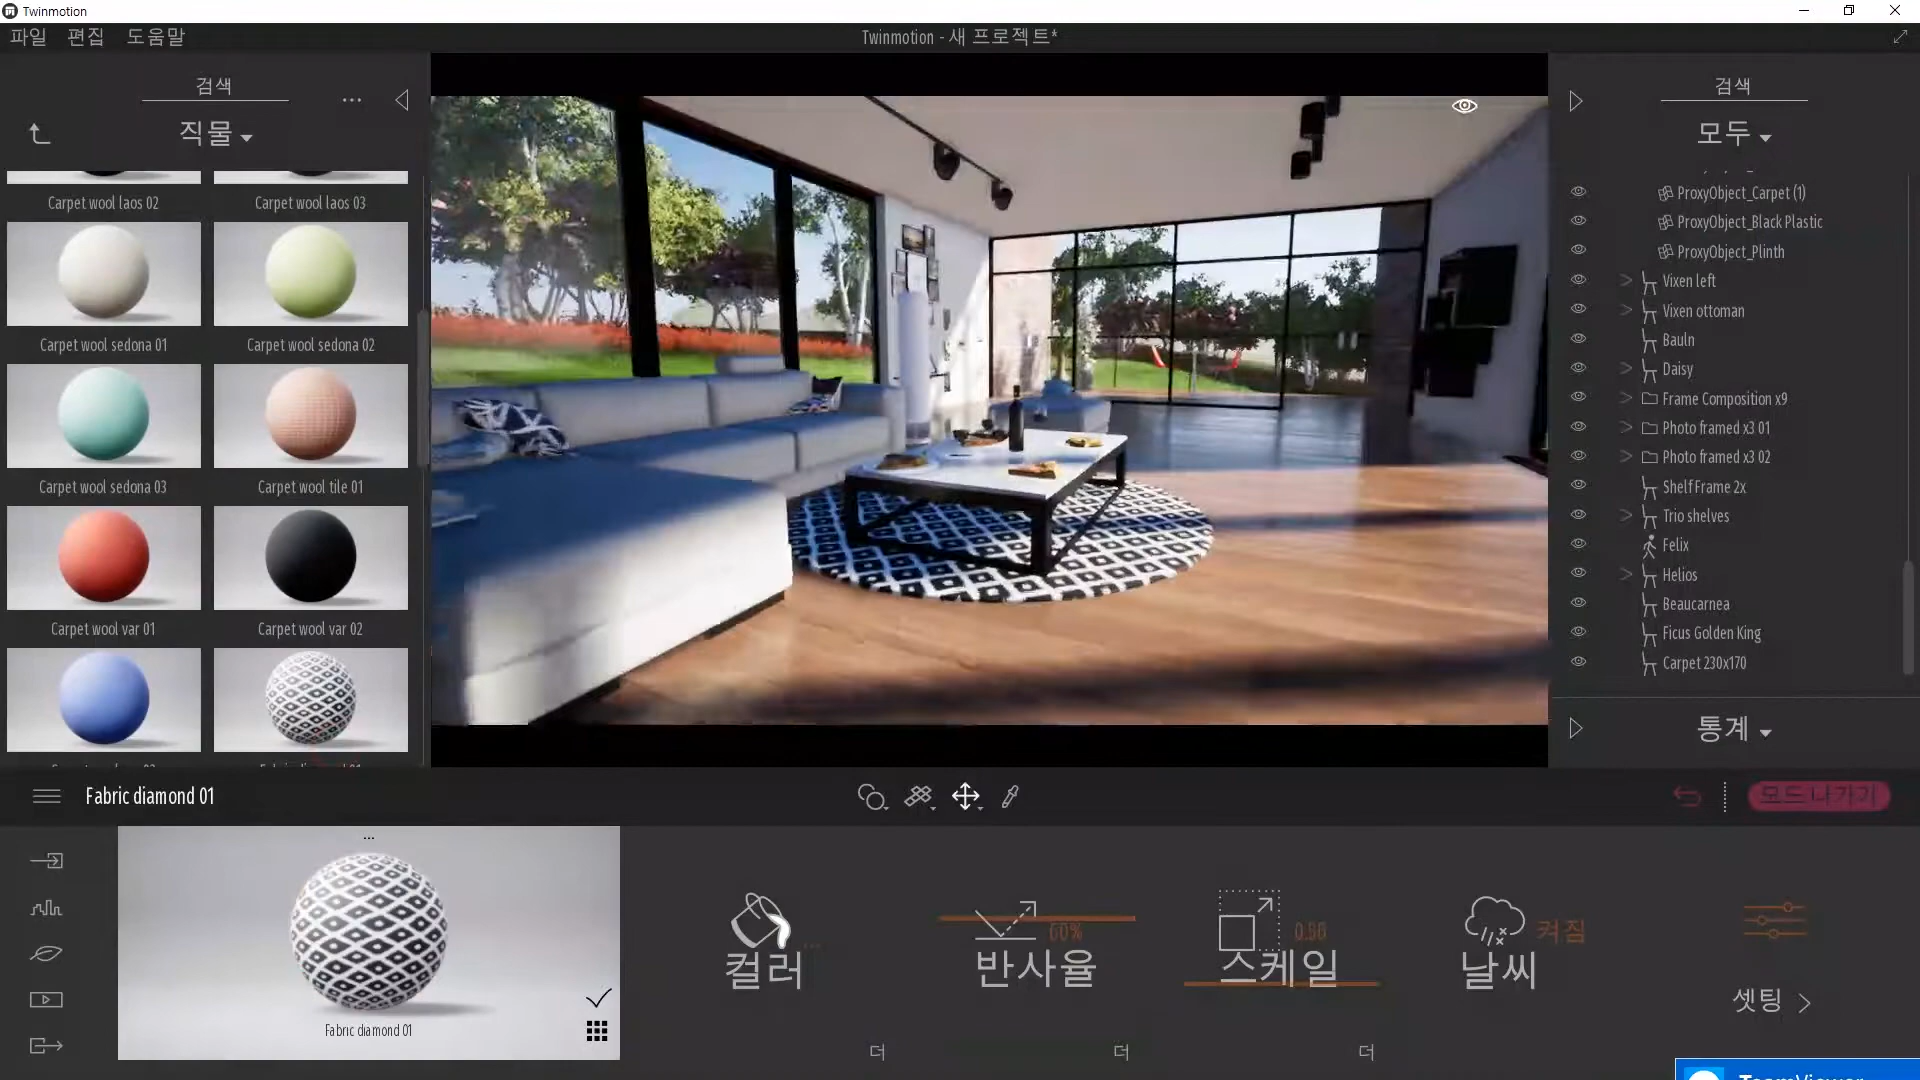 Twinmotion
파일 편집 도움말
Twinmotion - 새 프로젝트*
검색
...
직물
Carpet wool laos 02
Carpet wool laos 03
Carpet wool sedona 01
Carpet wool sedona 02
Carpet wool sedona 03
Carpet wool tile 01
Carpet wool var 01
Carpet wool var 02
검색
모두
ProxyObject_Carpet (1)
ProxyObject_Black Plastic
ProxyObject_Plinth
Vixen left
Vixen ottoman
Bauln
Daisy
Frame Composition x9
Photo framed x3 01
Photo framed x3 02
Shelf Frame 2x
Trio shelves
Felix
Helios
Beaucarnea
Ficus Golden King
Carpet 230x170
통계
Fabric diamond 01
모드 나가기
...
Fabric diamond 01
컬러
더
60%
반사율
더
스케일
더
켜짐
날씨
셋팅
TeamViewer